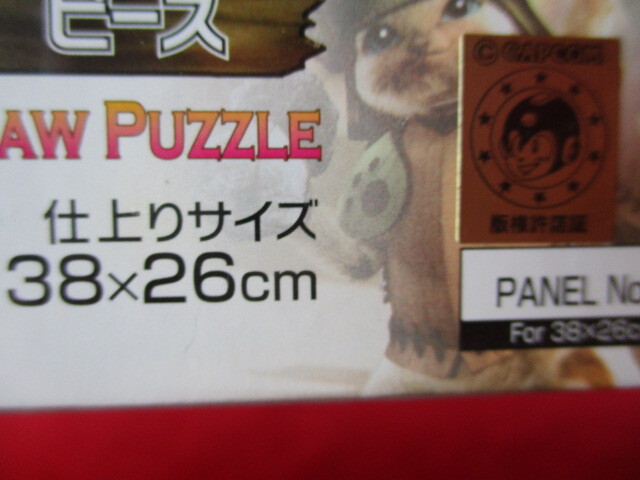 ピース
AW PUZZLE
仕上りサイズ
38×26cm
© CAPCOM
版権許諾証
PANEL No
For 38×26c